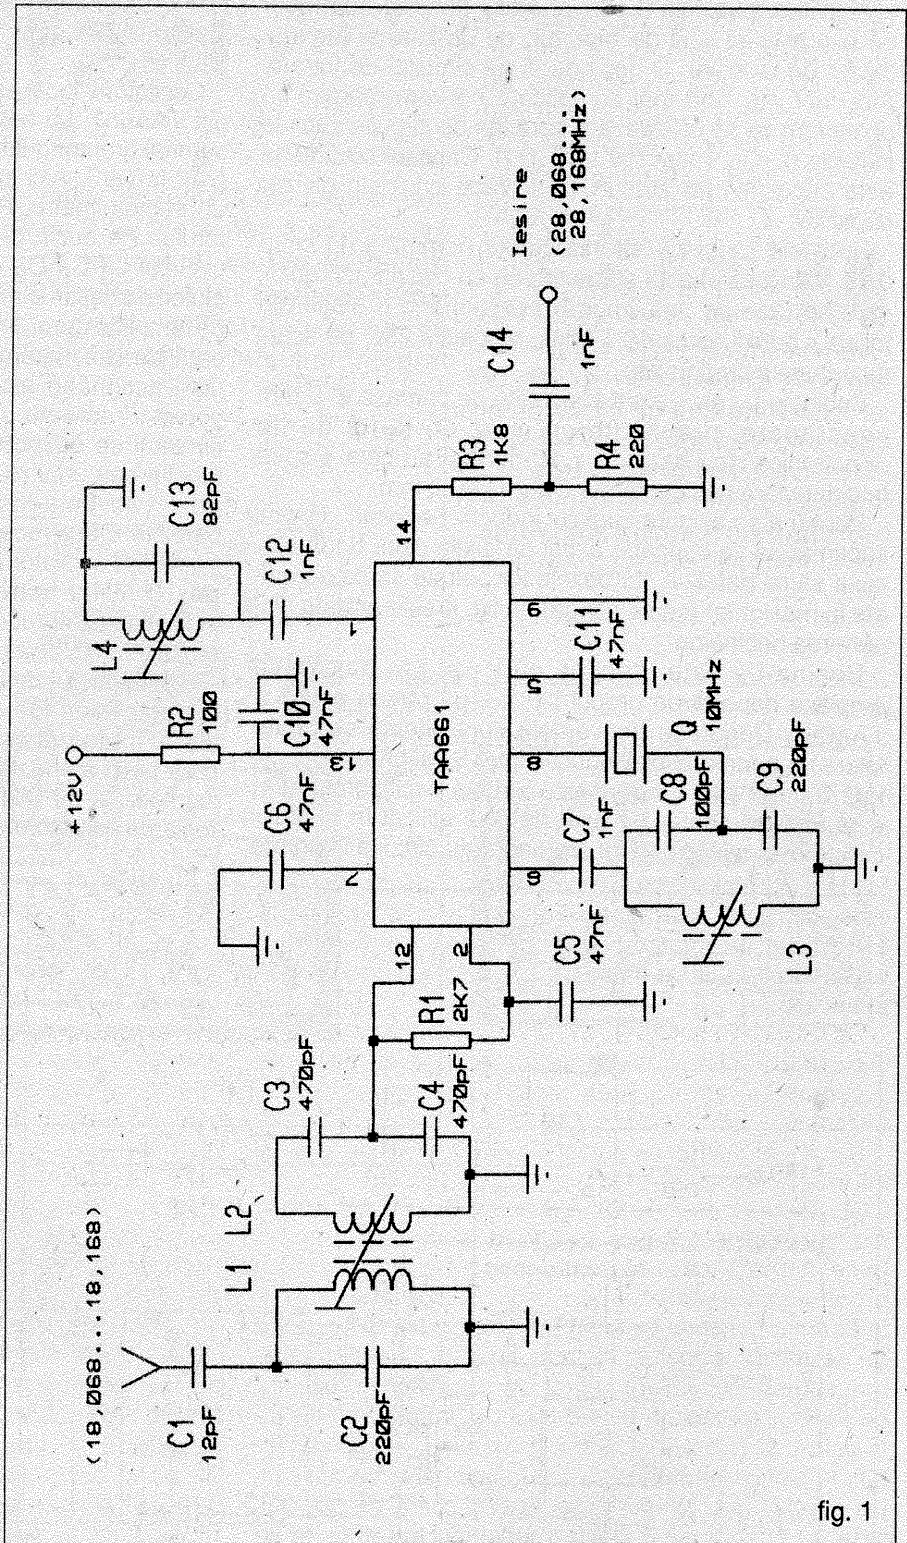 (18,068...18,168)
C1
12pF
C2
220pF
L1 L2
C3
470pF
C4
470pF
R1
2K7
12
2
C5
47nF
C6
47nF
7
+12V
R2
100
C10
47nF
13
L4
C13
82pF
C12
1nF
1
TAA661
14
R3
1K8
R4
220
C14
1nF
Iesire
(28,068...
28,168MHz)
8
C7
1nF
L3
C8
100pF
C9
220pF
8
Q
10MHz
5
C11
47nF
fig. 1